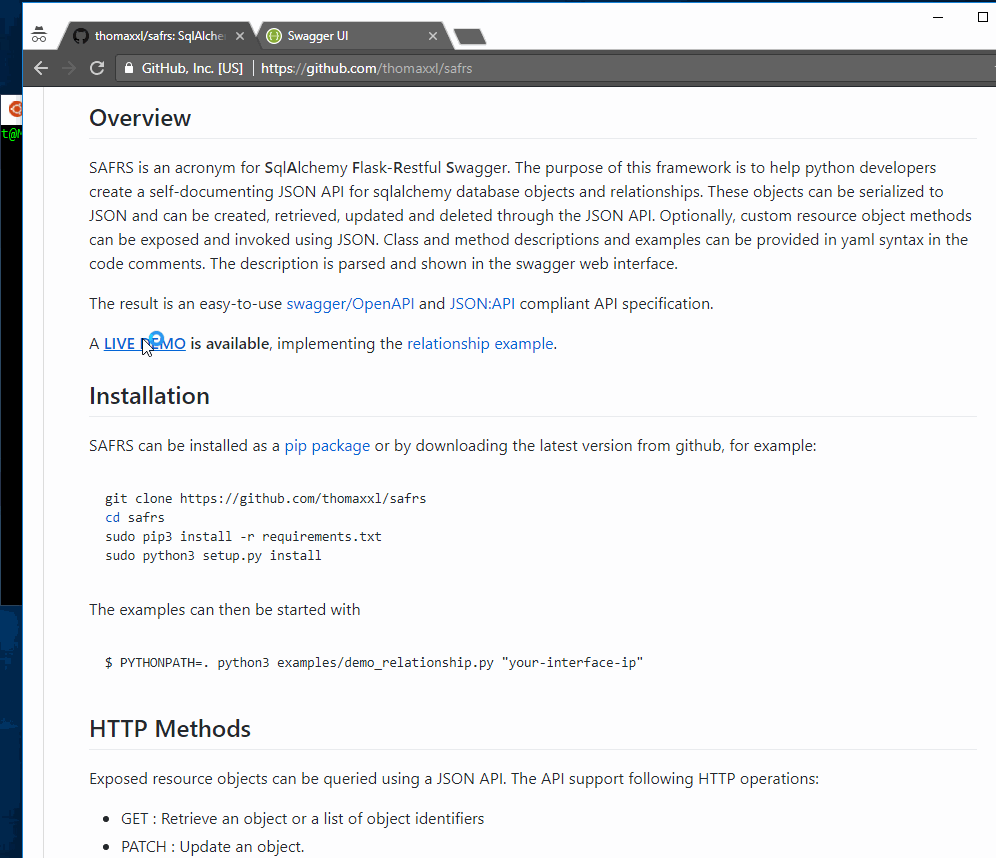 thomaxxl/safrs: SqlAlche
Swagger UI
GitHub, Inc. [US]
https://github.com/thomaxxl/safrs
t@M
Overview
SAFRS is an acronym for SqlAlchemy Flask-Restful Swagger. The purpose of this framework is to help python developers
create a self-documenting JSON API for sqlalchemy database objects and relationships. These objects can be serialized to
JSON and can be created, retrieved, updated and deleted through the JSON API. Optionally, custom resource object methods
can be exposed and invoked using JSON. Class and method descriptions and examples can be provided in yaml syntax in the
code comments. The description is parsed and shown in the swagger web interface.
The result is an easy-to-use swagger/OpenAPI and JSON:API compliant API specification.
A LIVE DEMO is available, implementing the relationship example.
Installation
SAFRS can be installed as a pip package or by downloading the latest version from github, for example:
git clone https://github.com/thomaxxl/safrs
cd safrs
sudo pip3 install -r requirements.txt
sudo python3 setup.py install
The examples can then be started with
$ PYTHONPATH=. python3 examples/demo_relationship.py "your-interface-ip"
HTTP Methods
Exposed resource objects can be queried using a JSON API. The API support following HTTP operations:
GET : Retrieve an object or a list of object identifiers
PATCH : Update an object.